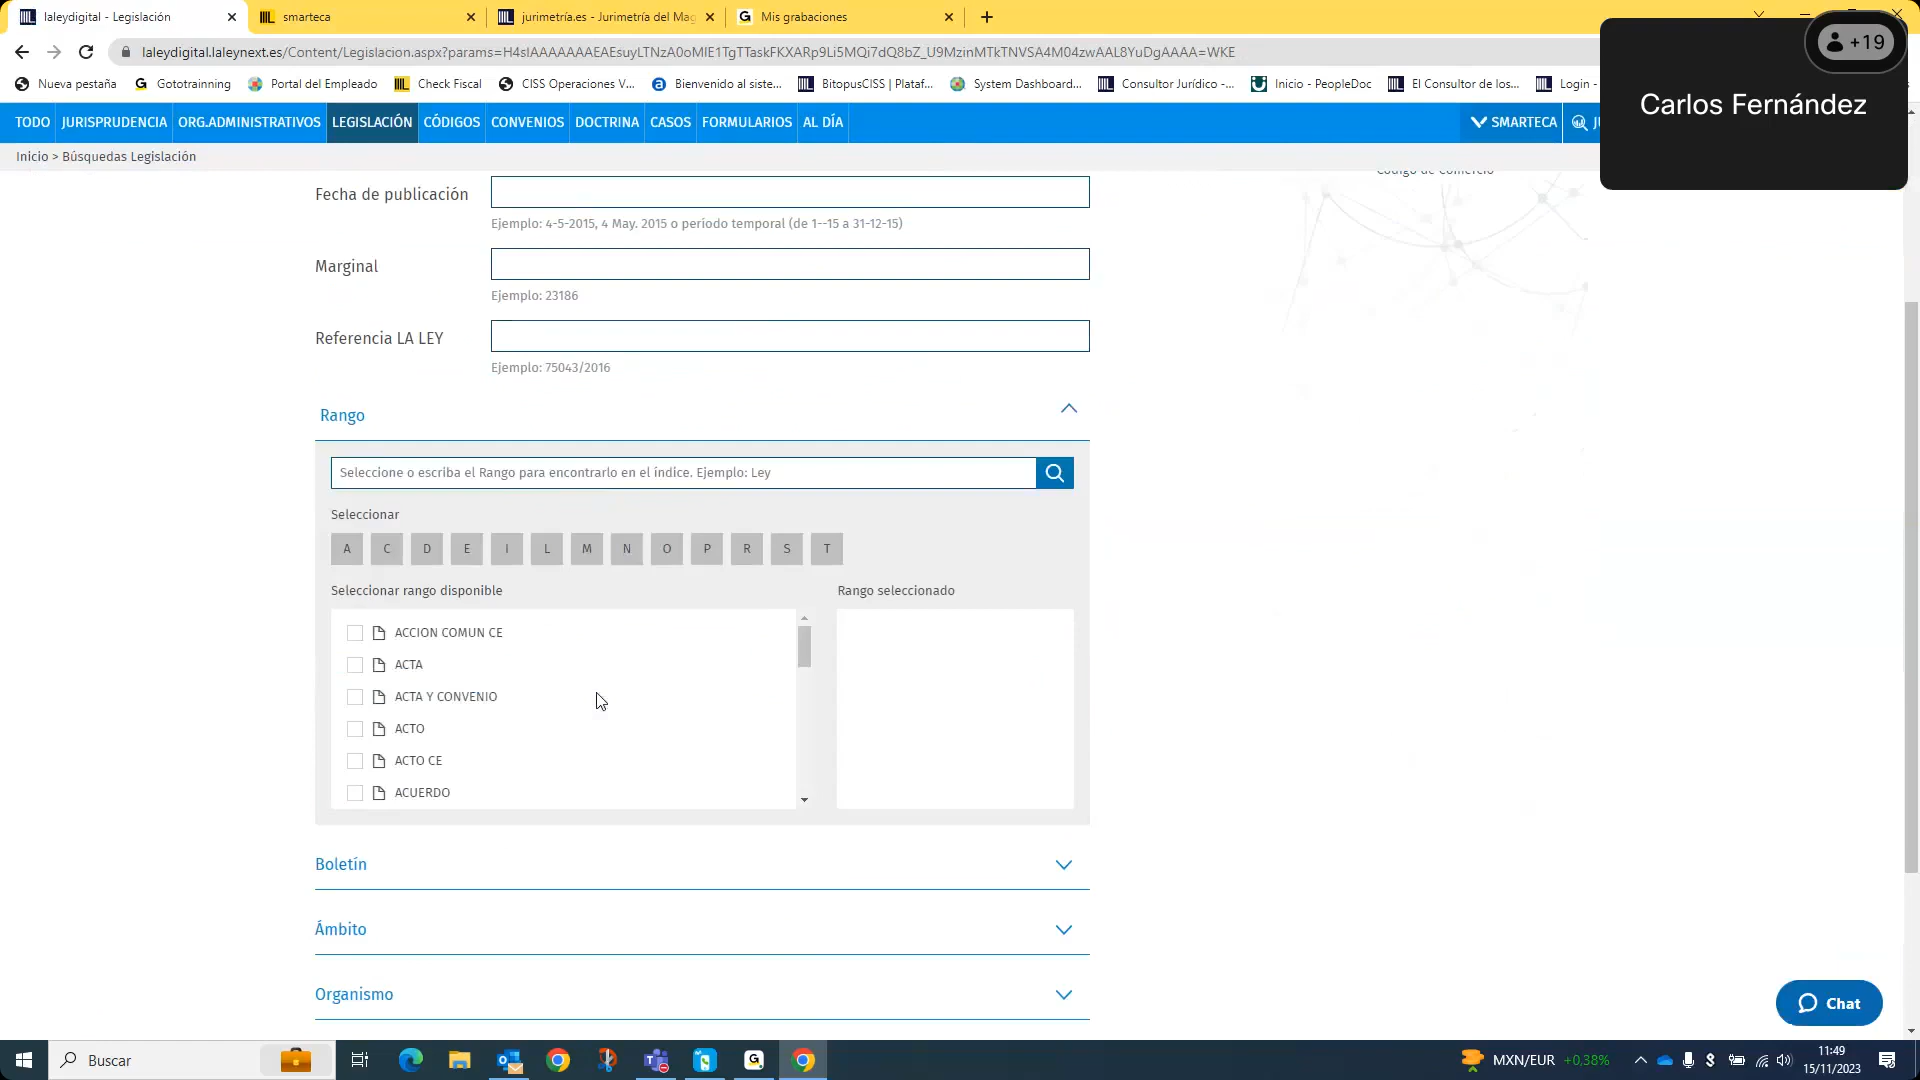 laleydigital - Legislación
smarteca
jurimetría.es - Jurimetría del Mag
Mis grabaciones
laleydigital.laleynext.es/Content/Legislacion.aspx?params=H4sIAAAAAAAEAEsuyLTNzA0oMIE1TgTTaskFKXARp9Li5MQi7dQ8bZ_U9MzinMTkTNVSA4M04zwAAL8YuDgAAAA=WKE
+19
Carlos Fernández
Nueva pestaña
Gototrainning
Portal del Empleado
Check Fiscal
CISS Operaciones V...
Bienvenido al siste...
BitopusCISS | Plataf...
System Dashboard...
Consultor Jurídico -...
Inicio - PeopleDoc
El Consultor de los...
Login -
TODO JURISPRUDENCIA ORG.ADMINISTRATIVOS LEGISLACIÓN CÓDIGOS CONVENIOS DOCTRINA CASOS FORMULARIOS AL DÍA SMARTECA
Inicio > Búsquedas Legislación
Código de Comercio
Fecha de publicación
Ejemplo: 4-5-2015, 4 May. 2015 o período temporal (de 1--15 a 31-12-15)
Marginal
Ejemplo: 23186
Referencia LA LEY
Ejemplo: 75043/2016
Rango
Seleccione o escriba el Rango para encontrarlo en el índice. Ejemplo: Ley
Seleccionar
A C D E I L M N O P R S T
Seleccionar rango disponible
Rango seleccionado
ACCION COMUN CE
ACTA
ACTA Y CONVENIO
ACTO
ACTO CE
ACUERDO
Boletín
Ámbito
Organismo
Chat
Buscar
MXN/EUR +0,38%
11:49
15/11/2023